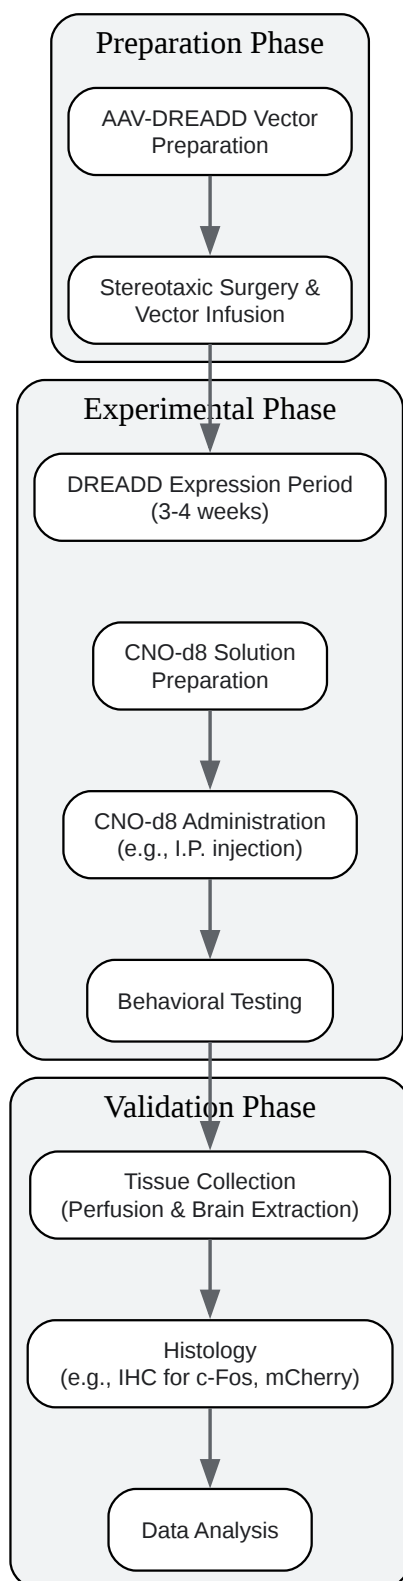 Preparation Phase
AAV-DREADD Vector
Preparation
Stereotaxic Surgery &
Vector Infusion
Experimental Phase
DREADD Expression Period
(3-4 weeks)
CNO-d8 Solution
Preparation
CNO-d8 Administration
(e.g., I.P. injection)
Behavioral Testing
Validation Phase
Tissue Collection
(Perfusion & Brain Extraction)
Histology
(e.g., IHC for c-Fos, mCherry)
Data Analysis